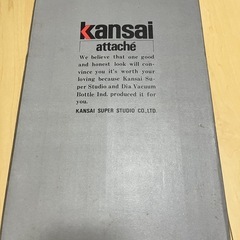 kansai
attaché
We believe that one good
and honest look will con-
vince you it's worth your
loving because Kansai Su-
per Studio and Dia Vacuum
Bottle Ind. produced it for
you.
KANSAI SUPER STUDIO CO.,LTD.